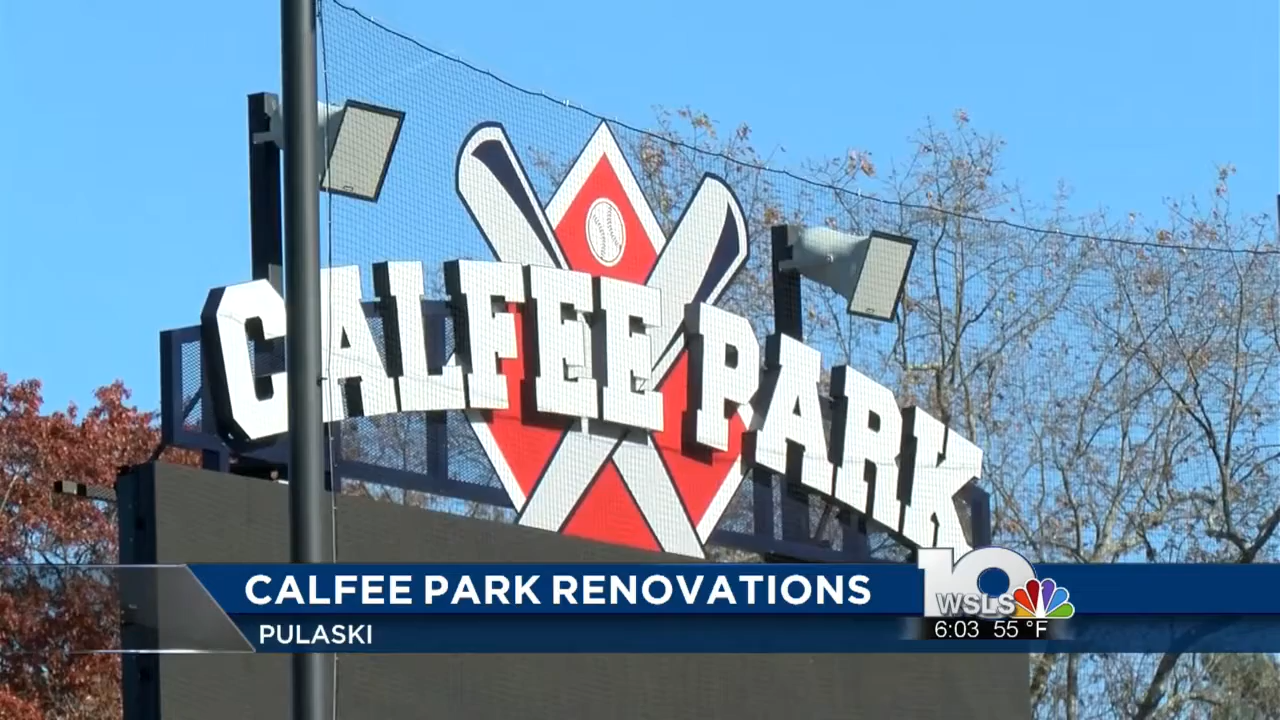 CALFEE PARK
CALFEE PARK RENOVATIONS
PULASKI
10
WSLS
6:03 55 °F